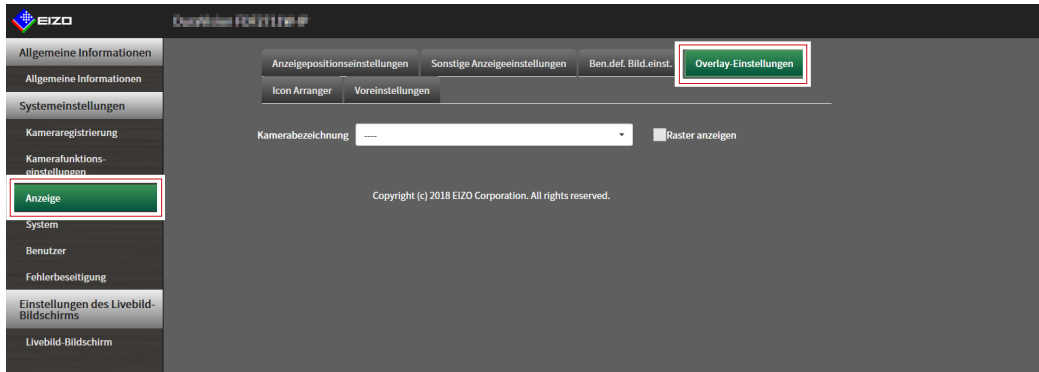 EIZO
Allgemeine Informationen
Allgemeine Informationen
Systemeinstellungen
Kameraregistrierung
Kamerafunktions-
einstellungen
Anzeige
System
Benutzer
Fehlerbeseitigung
Einstellungen des Livebild-
Bildschirms
Livebild-Bildschirm
Anzeigepositionseinstellungen Sonstige Anzeigeeinstellungen Ben.def. Bild.einst. Overlay-Einstellungen
Icon Arranger Voreinstellungen
Kamerabezeichnung ---- Raster anzeigen
Copyright (c) 2018 EIZO Corporation. All rights reserved.